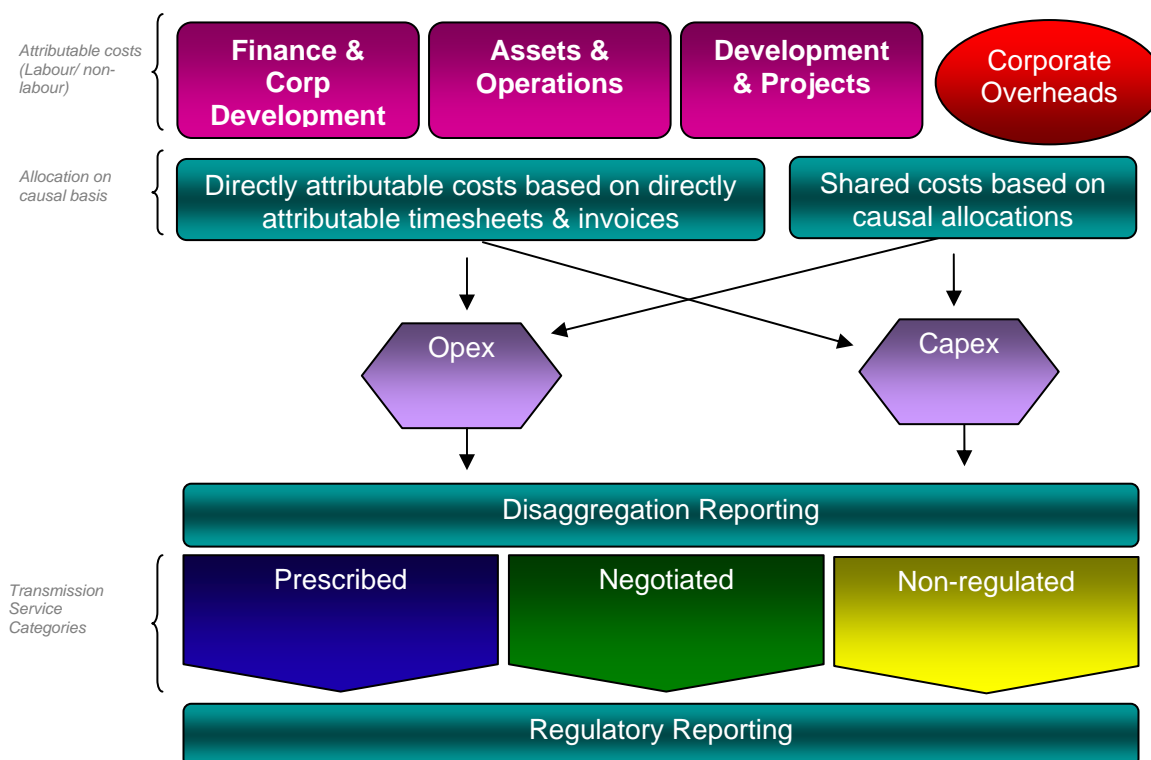 Attributable costs
(Labour/ non-
labour)
Finance &
Corp
Development
Assets &
Operations
Development
& Projects
Corporate
Overheads
Allocation on
causal basis
Directly attributable costs based on directly
attributable timesheets & invoices
Shared costs based on
causal allocations
Opex
Capex
Disaggregation Reporting
Transmission
Service
Categories
Prescribed
Negotiated
Non-regulated
Regulatory Reporting